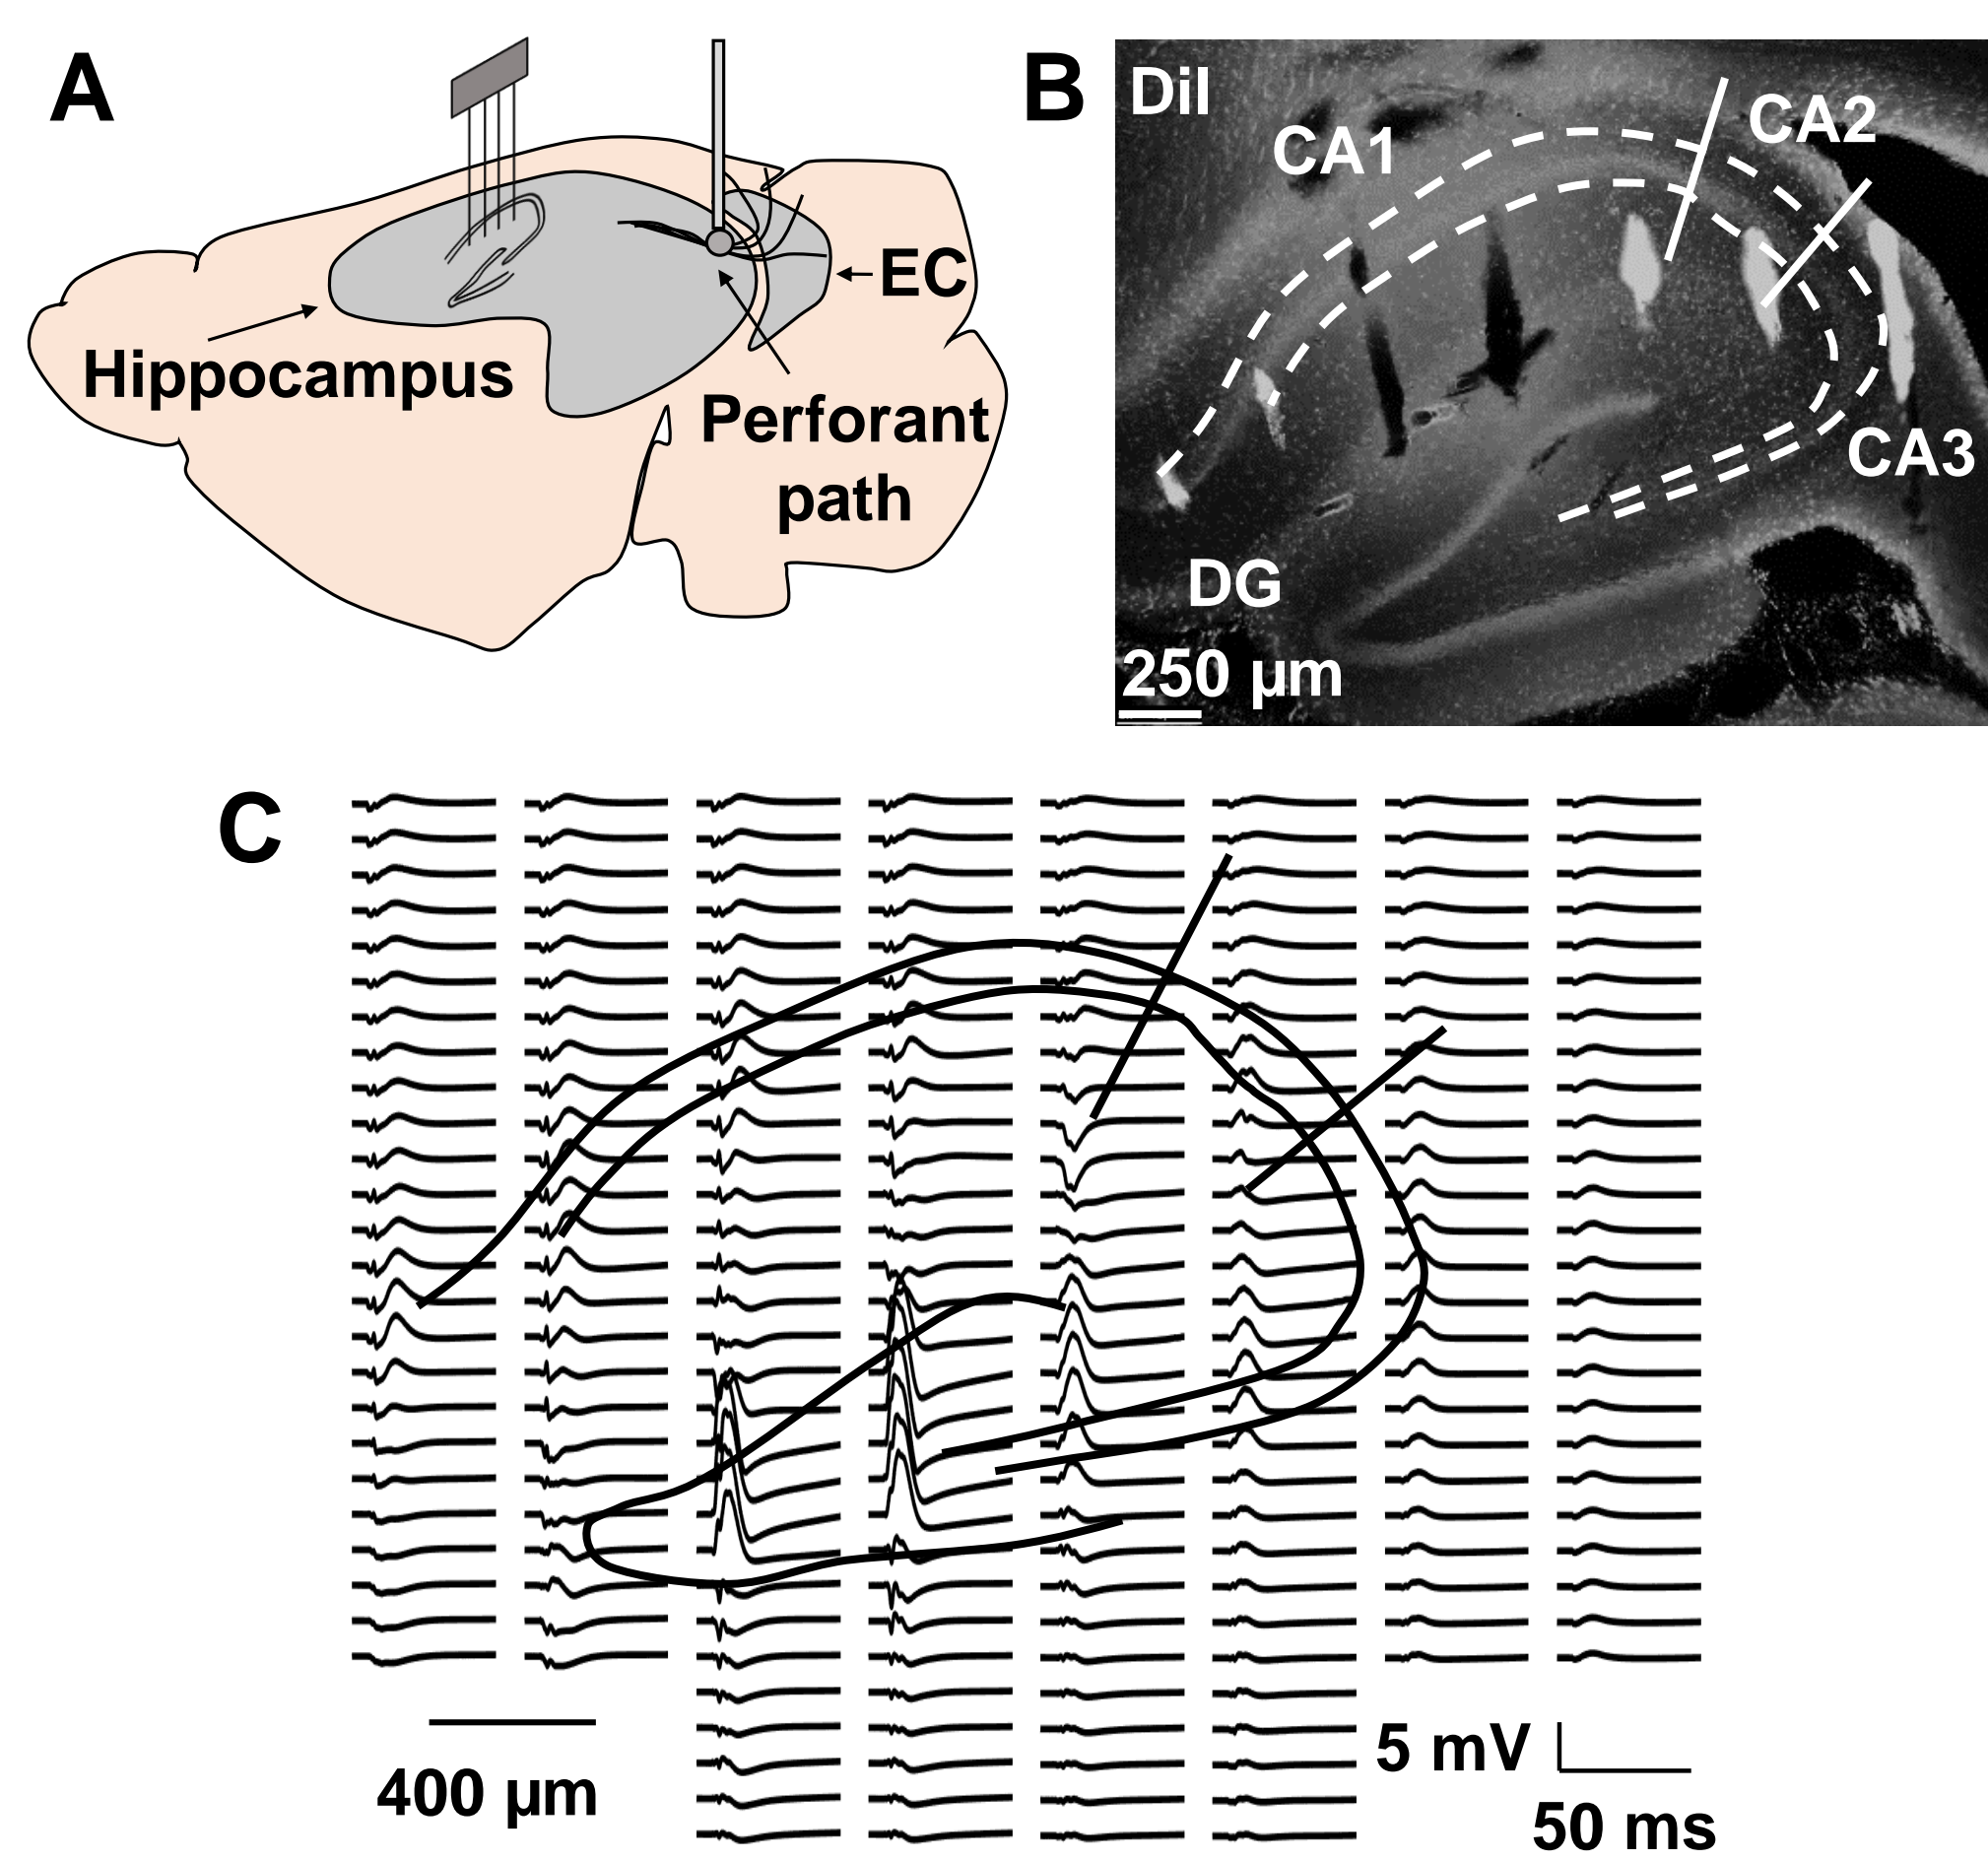 A
Hippocampus
EC
Perforant
path
B
DiI
CA1
CA2
CA3
DG
250 µm
C
400 µm
5 mV
50 ms